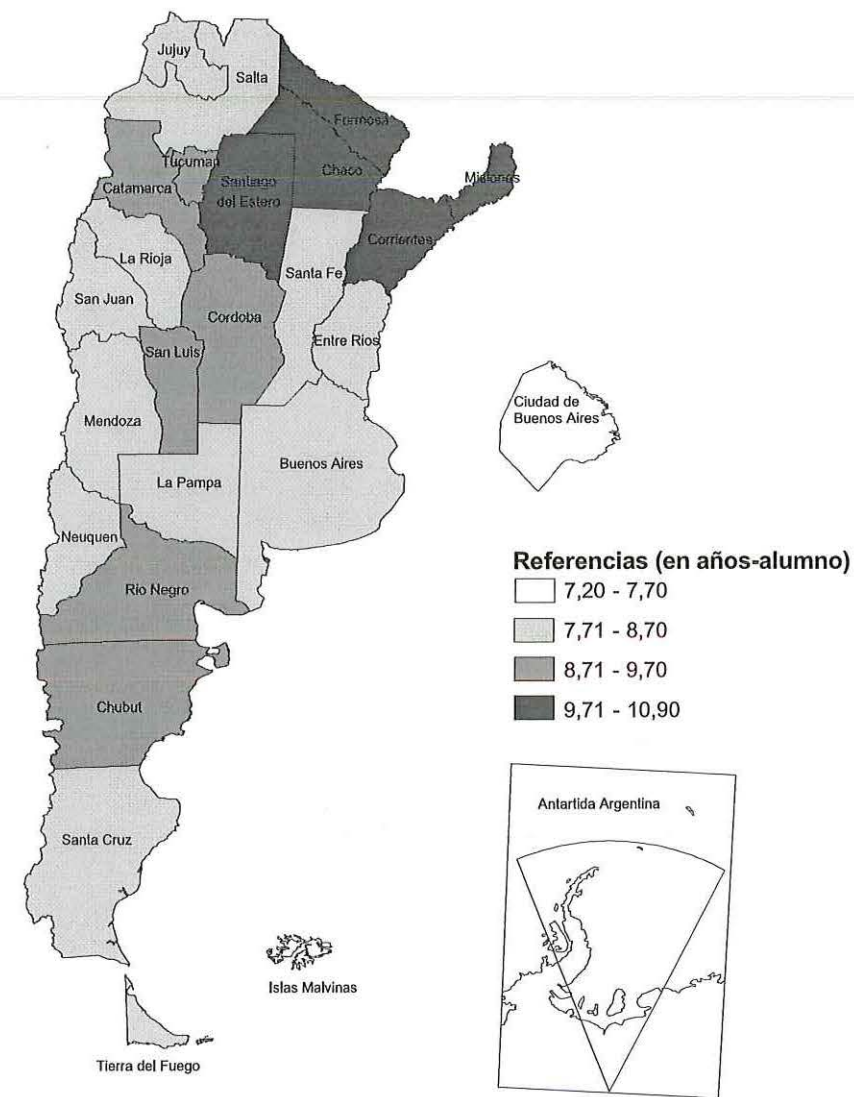 Jujuy
Salta
Formosa
Tucuman
Chaco
Misiones
Catamarca
Santiago
del Estero
Corrientes
La Rioja
Santa Fe
San Juan
Cordoba
Entre Rios
San Luis
Ciudad de
Buenos Aires
Mendoza
Buenos Aires
La Pampa
Neuquen
Referencias (en años-alumno)
7,20 - 7,70
Rio Negro
7,71 - 8,70
8,71 - 9,70
Chubut
9,71 - 10,90
Antartida Argentina
Santa Cruz
Islas Malvinas
Tierra del Fuego